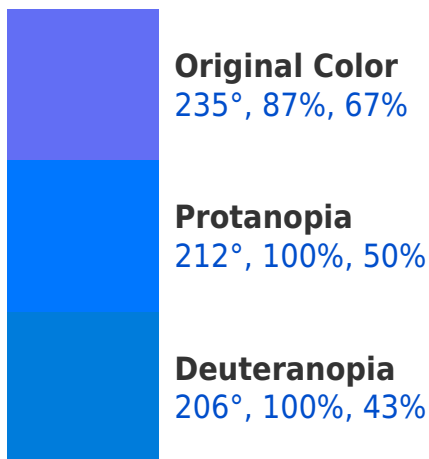 Original Color
235°, 87%, 67%
Protanopia
212°, 100%, 50%
Deuteranopia
206°, 100%, 43%